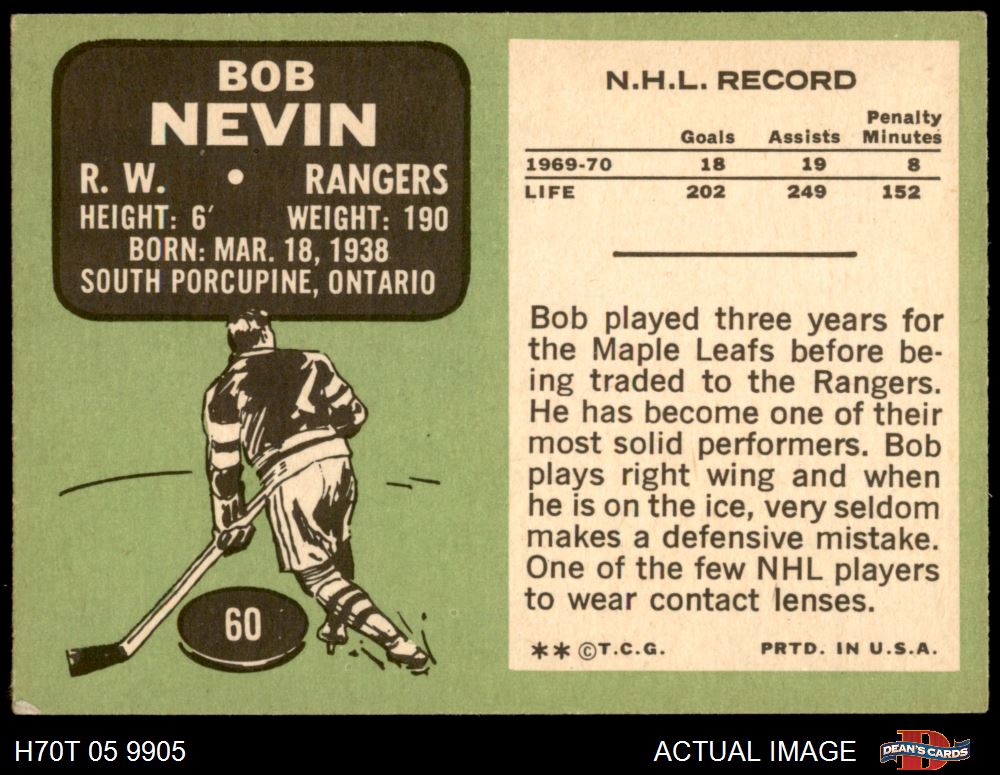 BOB
NEVIN
R. W. • RANGERS
HEIGHT: 6′ WEIGHT: 190
BORN: MAR. 18, 1938
SOUTH PORCUPINE, ONTARIO
60
N.H.L. RECORD
Goals Assists Penalty Minutes
1969-70 18 19 8
LIFE 202 249 152
Bob played three years for
the Maple Leafs before be-
ing traded to the Rangers.
He has become one of their
most solid performers. Bob
plays right wing and when
he is on the ice, very seldom
makes a defensive mistake.
One of the few NHL players
to wear contact lenses.
** ©T.C.G. PRTD. IN U.S.A.
H70T 05 9905 ACTUAL IMAGE DEAN'S CARDS